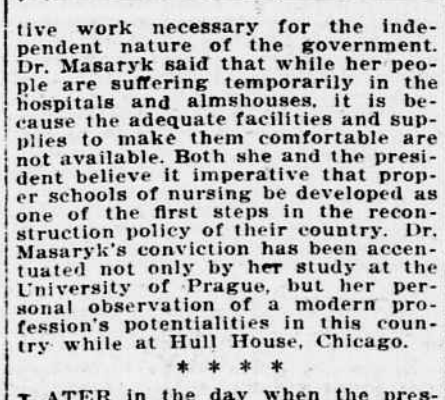 tive work necessary for the inde-
pendent nature of the government.
Dr. Masaryk said that while her peo-
ple are suffering temporarily in the
hospitals and almshouses, it is be-
cause the adequate facilities and sup-
plies to make them comfortable are
not available. Both she and the presi-
dent believe it imperative that prop-
er schools of nursing be developed as
one of the first steps in the recon-
struction policy of their country. Dr.
Masaryk's conviction has been accen-
tuated not only by her study at the
University of Prague, but her per-
sonal observation of a modern pro-
fession's potentialities in this coun-
try while at Hull House, Chicago.
* * * *
LATER in the day when the pres-